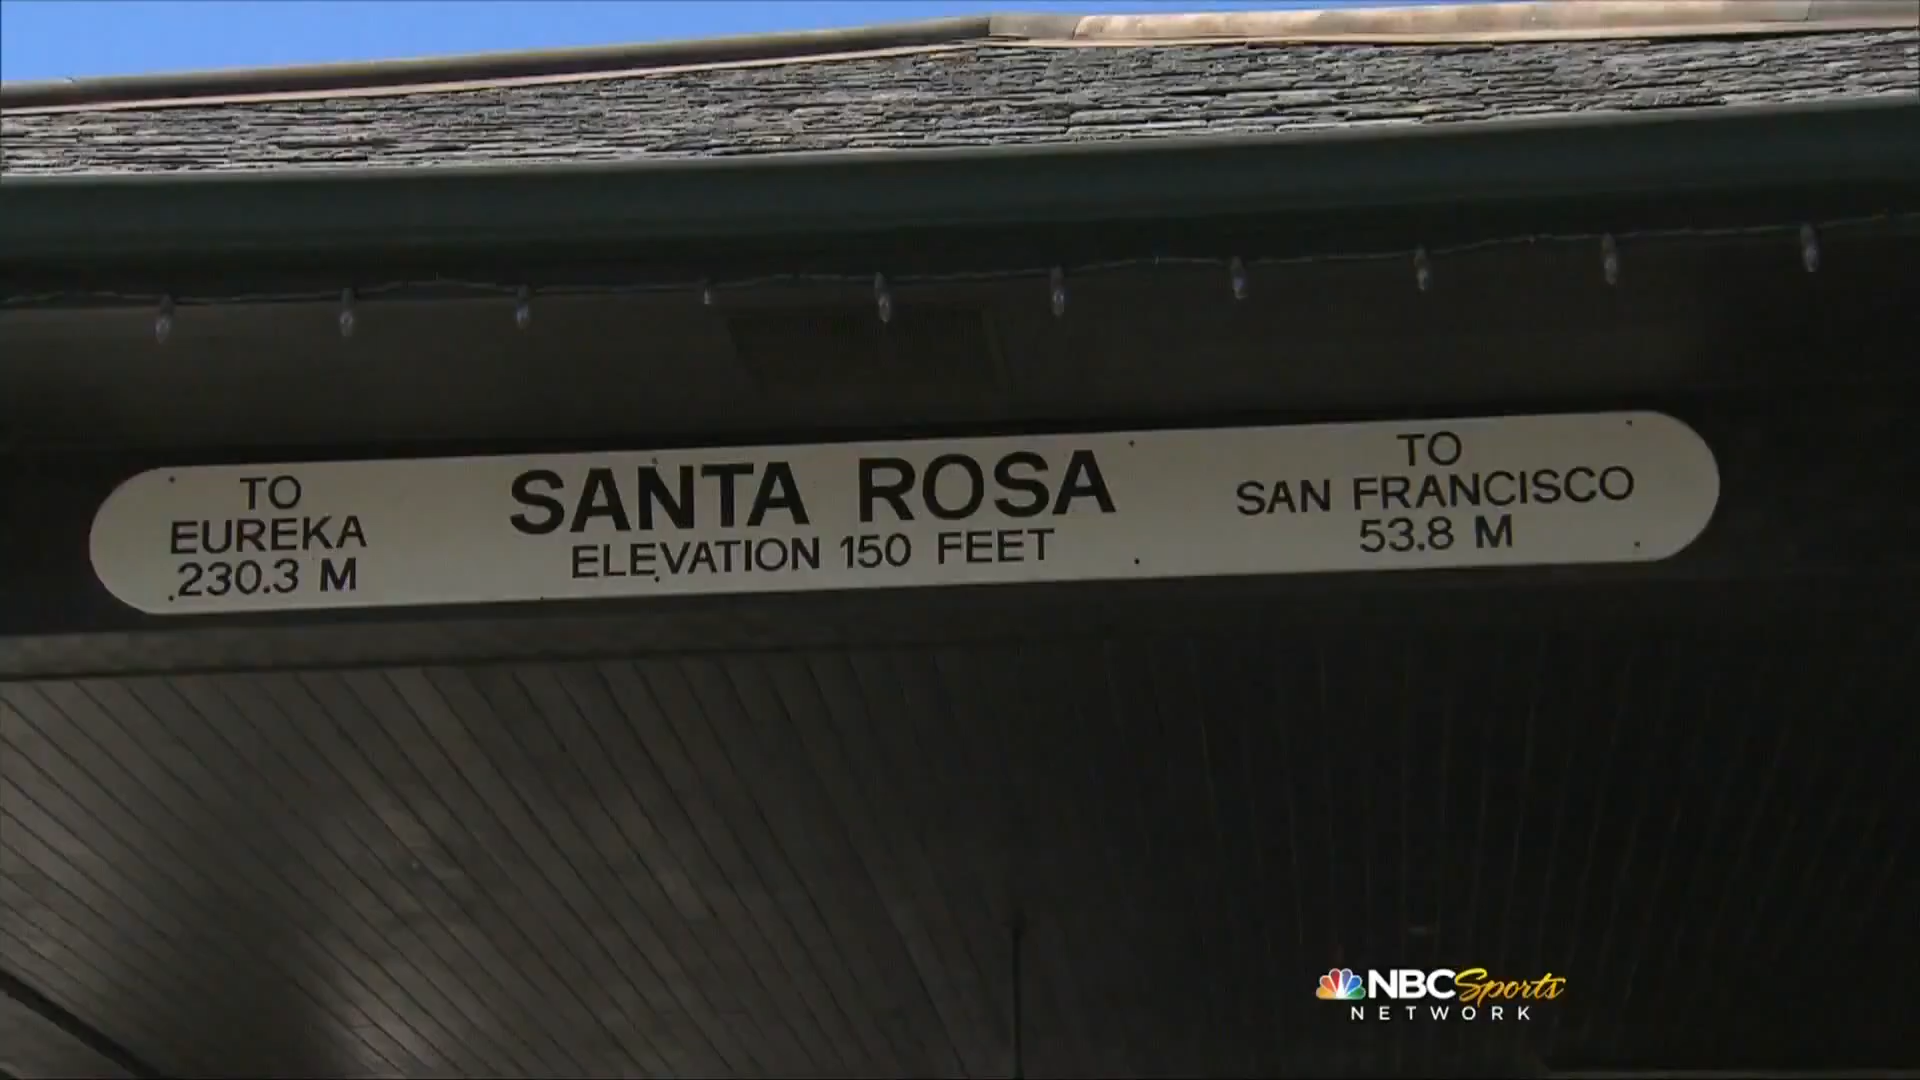 TO
EUREKA
230.3 M
SANTA ROSA
ELEVATION 150 FEET
TO
SAN FRANCISCO
53.8 M
NBC Sports
NETWORK